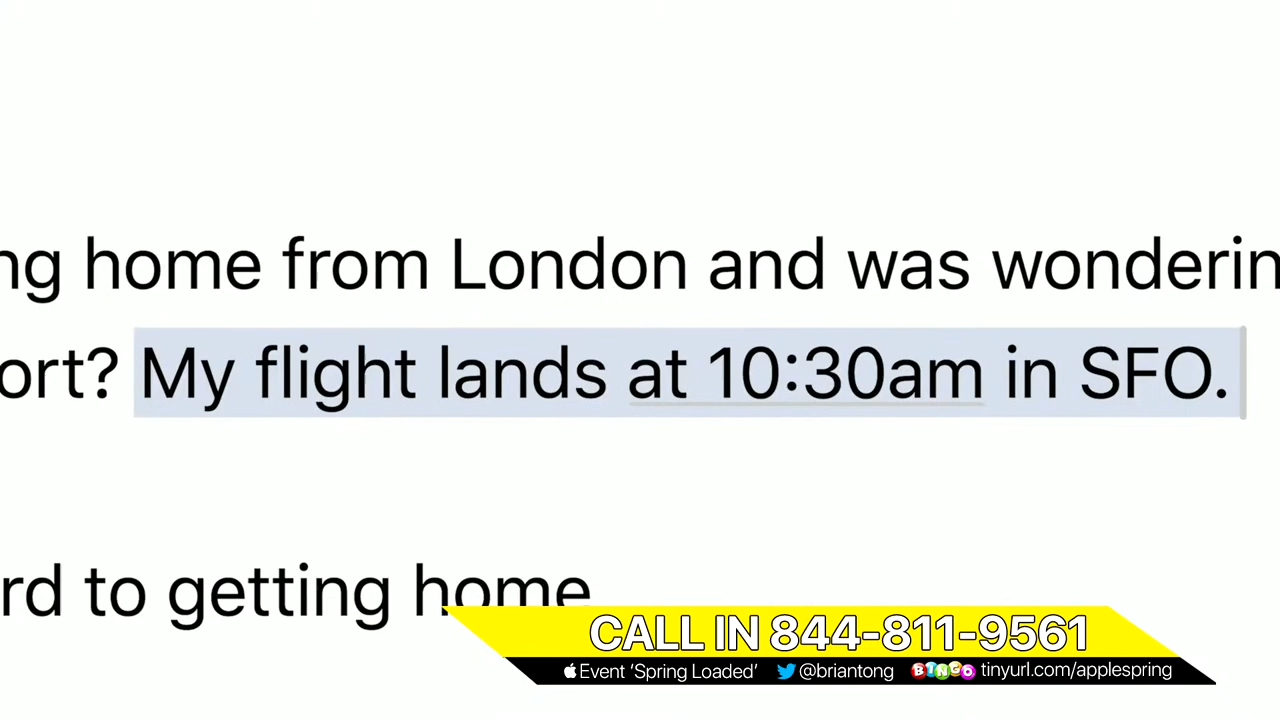 ng home from London and was wonderin
ort? My flight lands at 10:30am in SFO.
rd to getting home
CALL IN 844-811-9561
Event ‘Spring Loaded’ @briantong BINGO tinyurl.com/applespring